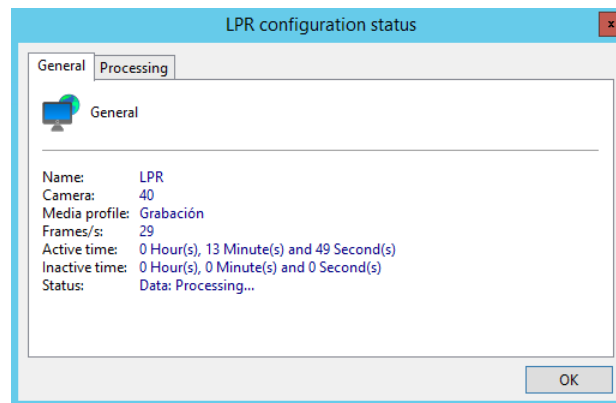 LPR configuration status
x
General Processing
General
Name: LPR
Camera: 40
Media profile: Grabación
Frames/s: 29
Active time: 0 Hour(s), 13 Minute(s) and 49 Second(s)
Inactive time: 0 Hour(s), 0 Minute(s) and 0 Second(s)
Status: Data: Processing...
OK